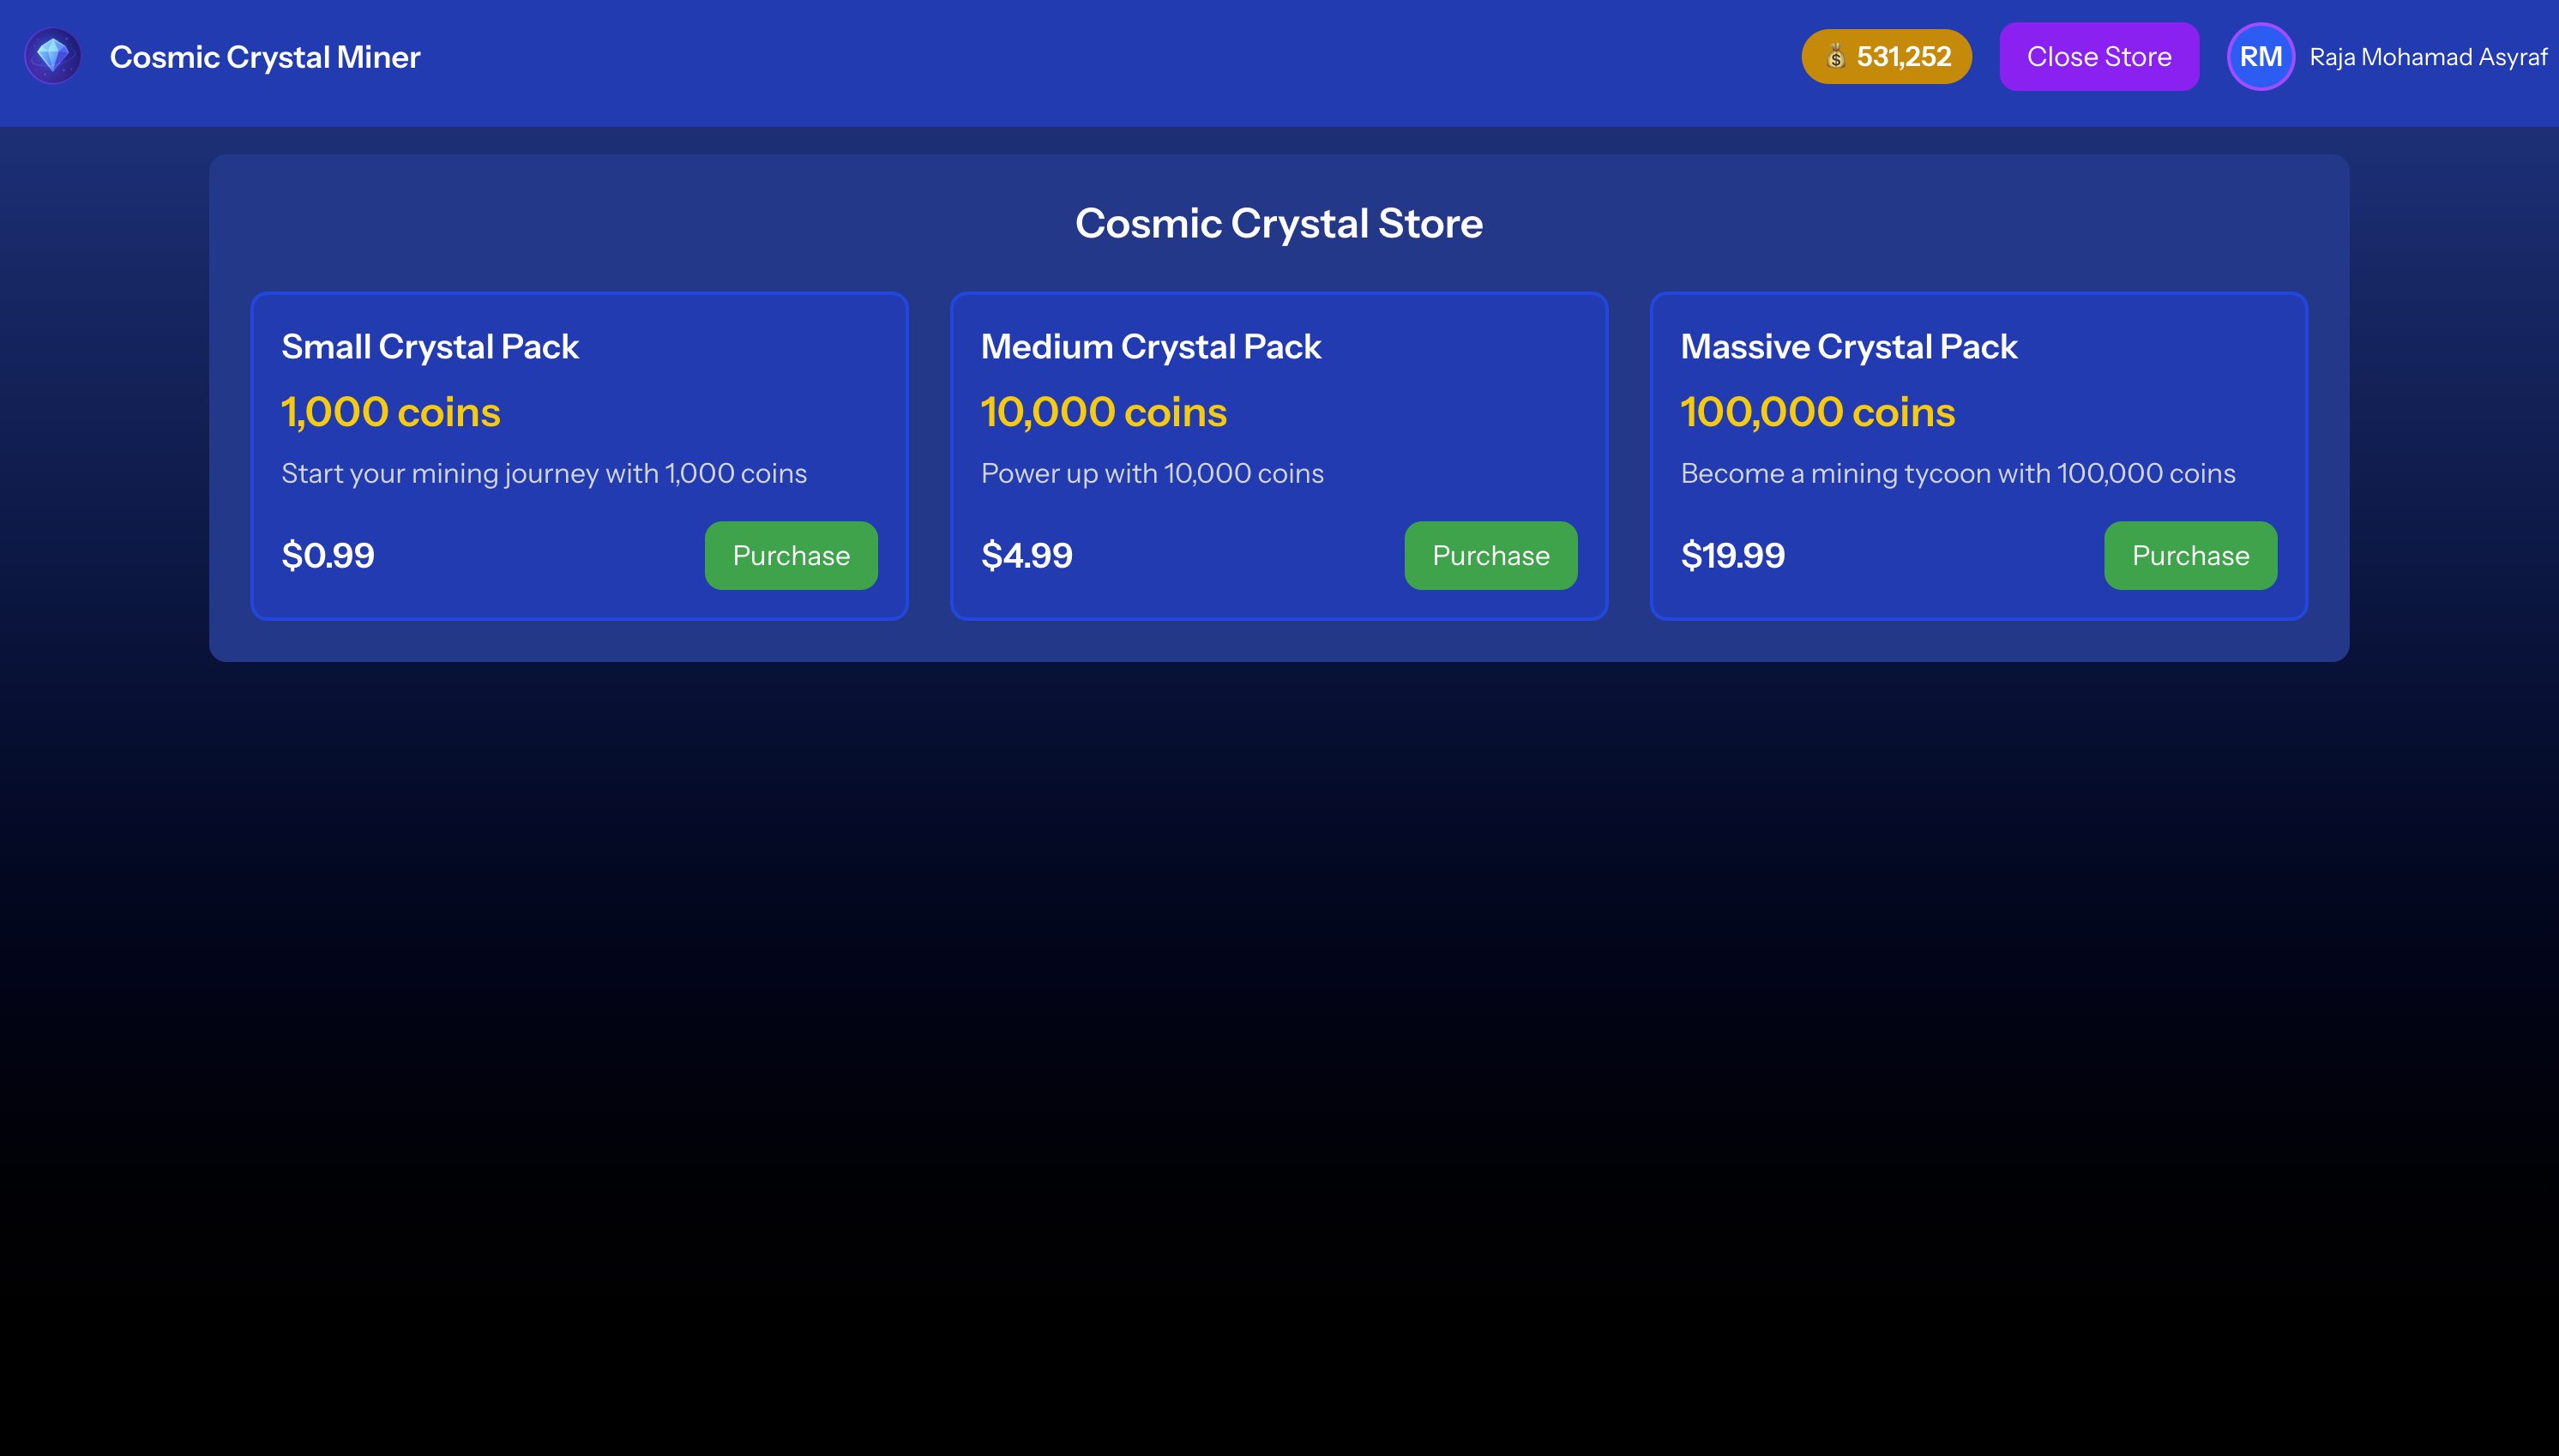 Cosmic Crystal Miner
💰 531,252
Close Store
RM
Raja Mohamad Asyraf
Cosmic Crystal Store
Small Crystal Pack
1,000 coins
Start your mining journey with 1,000 coins
$0.99
Purchase
Medium Crystal Pack
10,000 coins
Power up with 10,000 coins
$4.99
Purchase
Massive Crystal Pack
100,000 coins
Become a mining tycoon with 100,000 coins
$19.99
Purchase